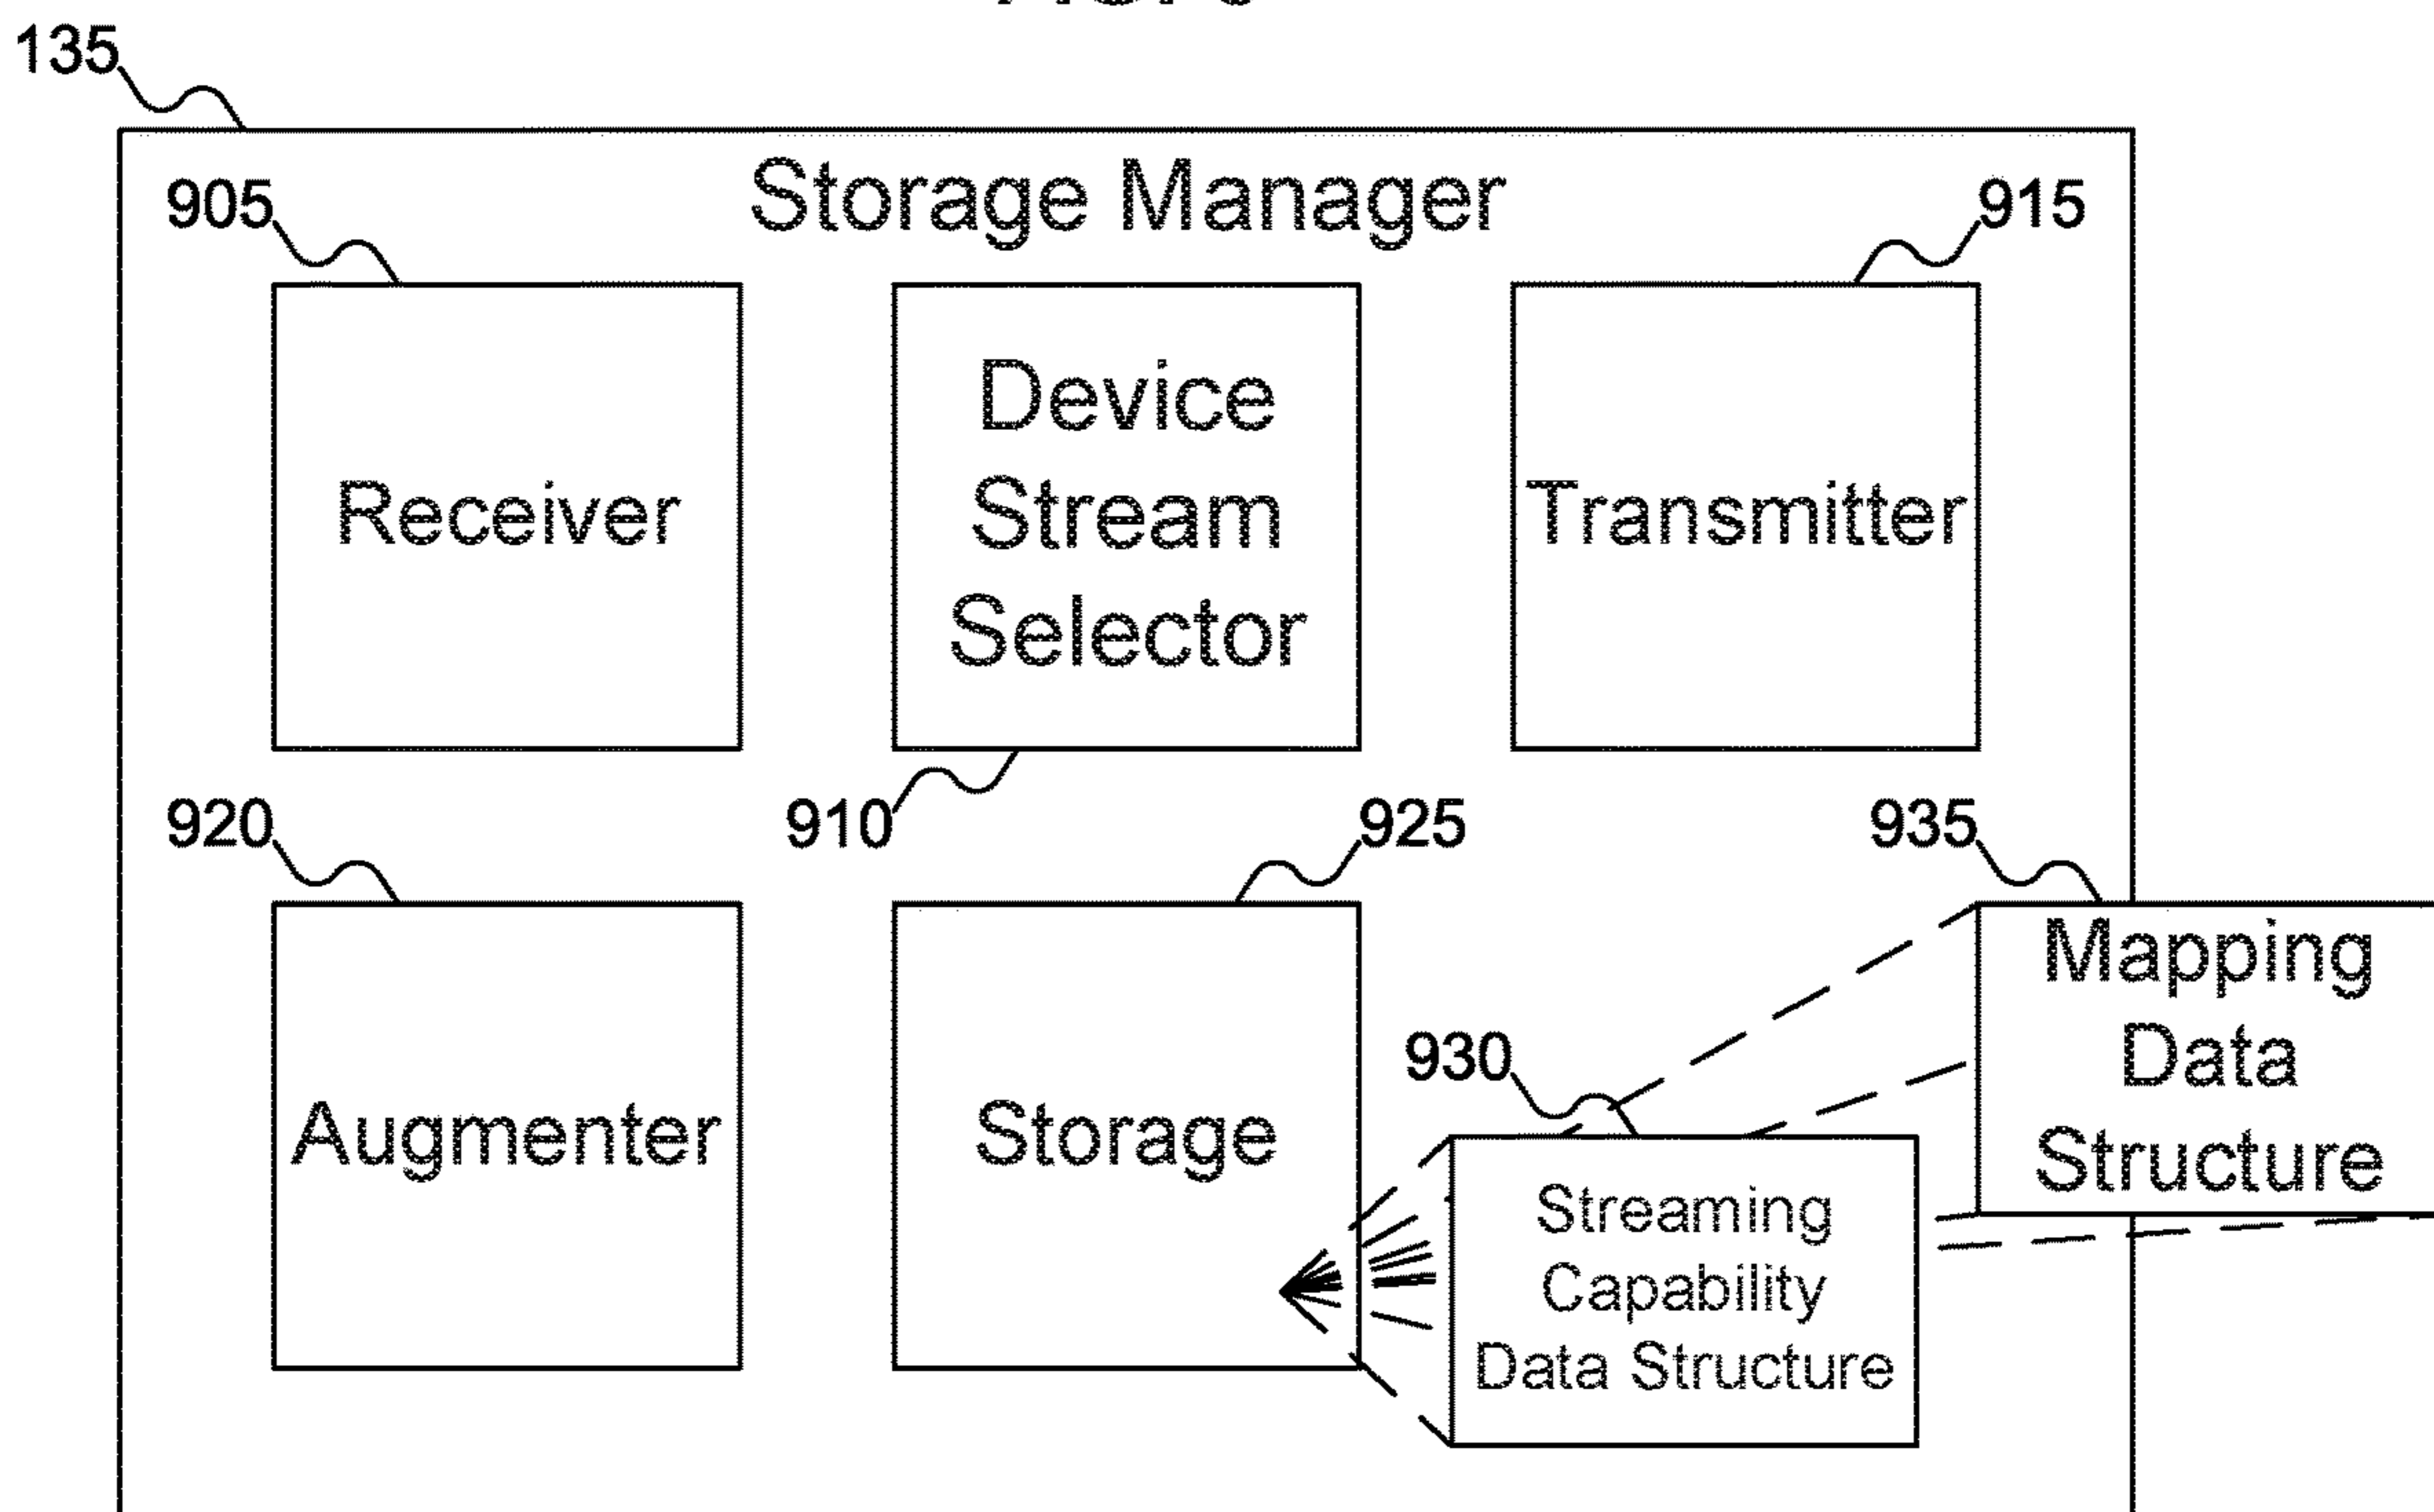 135
Storage Manager
905
915
Receiver
Device
Stream
Selector
Transmitter
920
910
925
935
Augmenter
Storage
930
Mapping
Data
Structure
Streaming
Capability
Data Structure